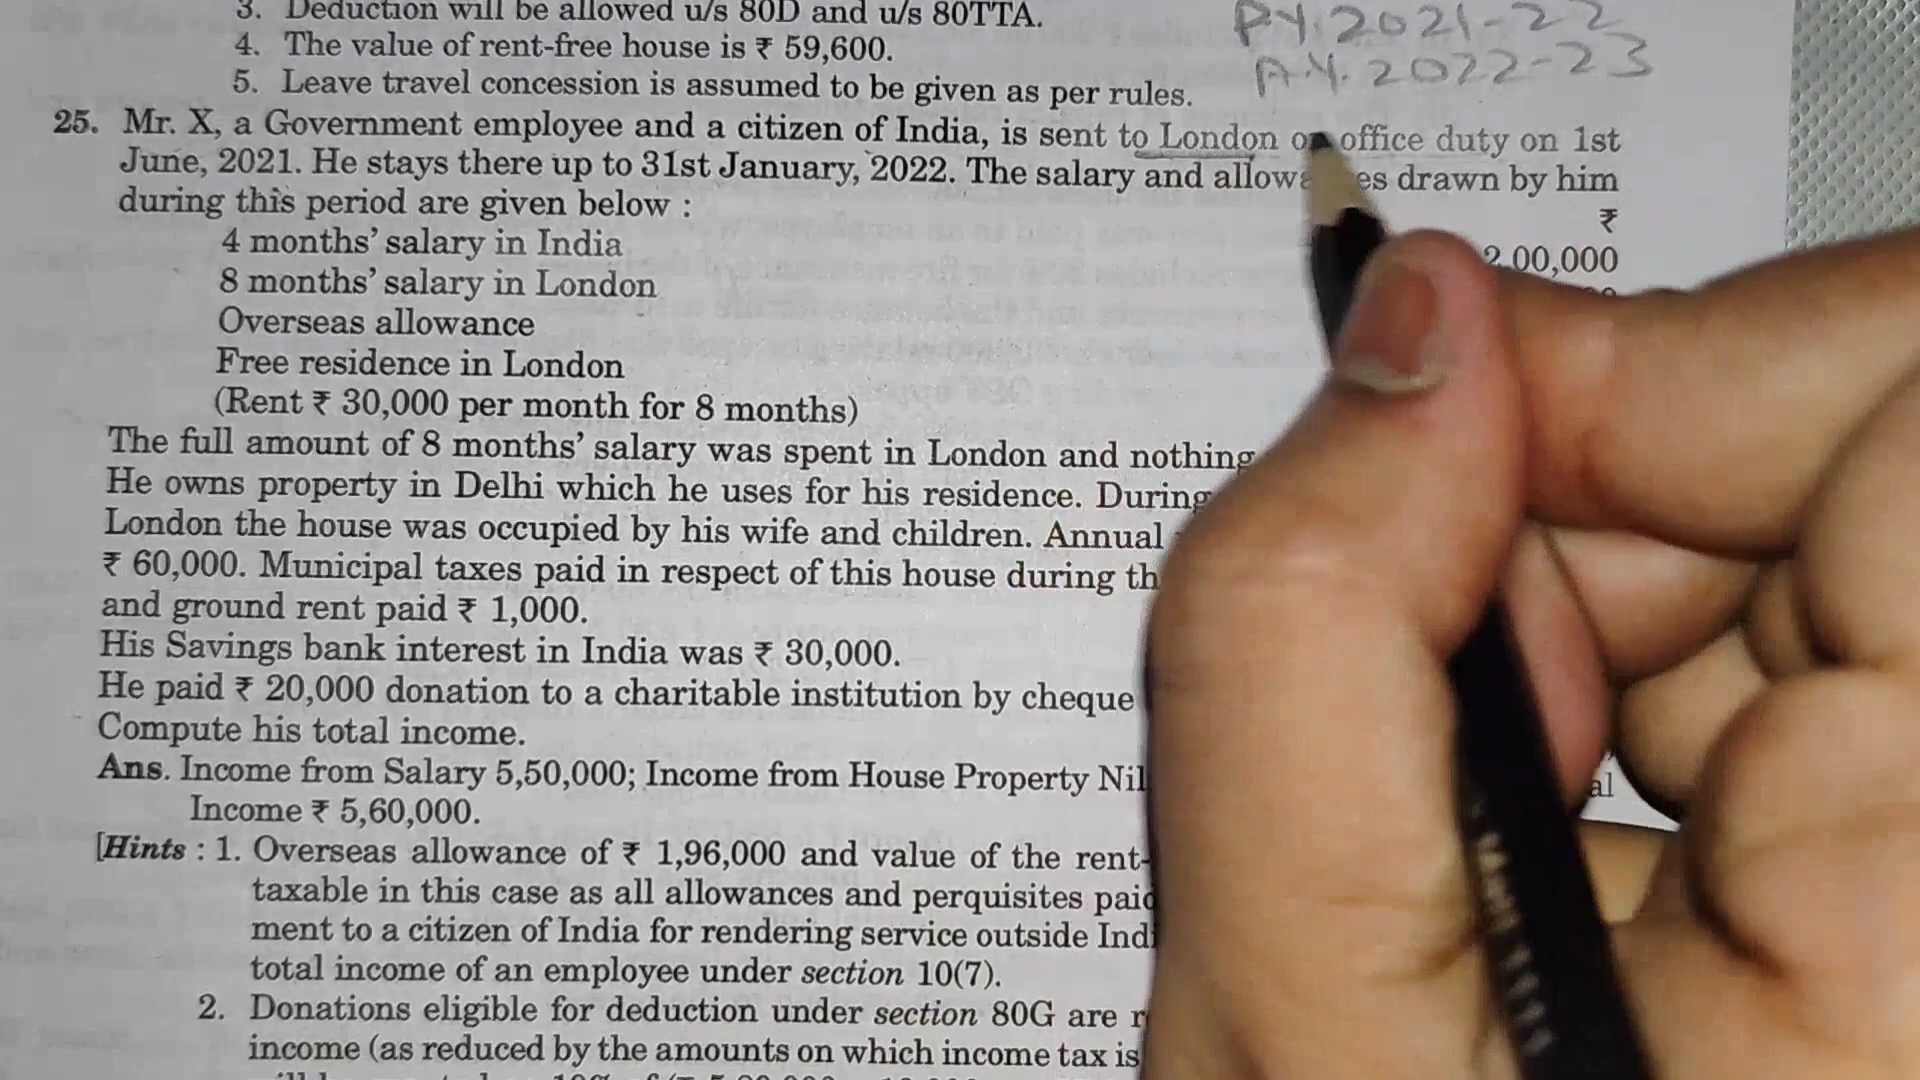 3. Deduction will be allowed u/s 80D and u/s 80TTA.
P.Y. 2021-22
4. The value of rent-free house is ₹ 59,600.
A.Y. 2022-23
5. Leave travel concession is assumed to be given as per rules.
25. Mr. X, a Government employee and a citizen of India, is sent to London office duty on 1st
June, 2021. He stays there up to 31st January, 2022. The salary and drawn by him
during this period are given below :
₹
4 months' salary in India 2,00,000
8 months' salary in London
Overseas allowance
Free residence in London
(Rent ₹ 30,000 per month for 8 months)
The full amount of 8 months' salary was spent in London and nothing
He owns property in Delhi which he uses for his residence. During
London the house was occupied by his wife and children. Annual
₹ 60,000. Municipal taxes paid in respect of this house during th
and ground rent paid ₹ 1,000.
His Savings bank interest in India was ₹ 30,000.
He paid ₹ 20,000 donation to a charitable institution by cheque
Compute his total income.
Ans. Income from Salary 5,50,000; Income from House Property Nil
al
Income ₹ 5,60,000.
[Hints : 1. Overseas allowance of ₹ 1,96,000 and value of the rent-
taxable in this case as all allowances and perquisites paid
ment to a citizen of India for rendering service outside Indi
total income of an employee under section 10(7).
2. Donations eligible for deduction under section 80G are r
income (as reduced by the amounts on which income tax is